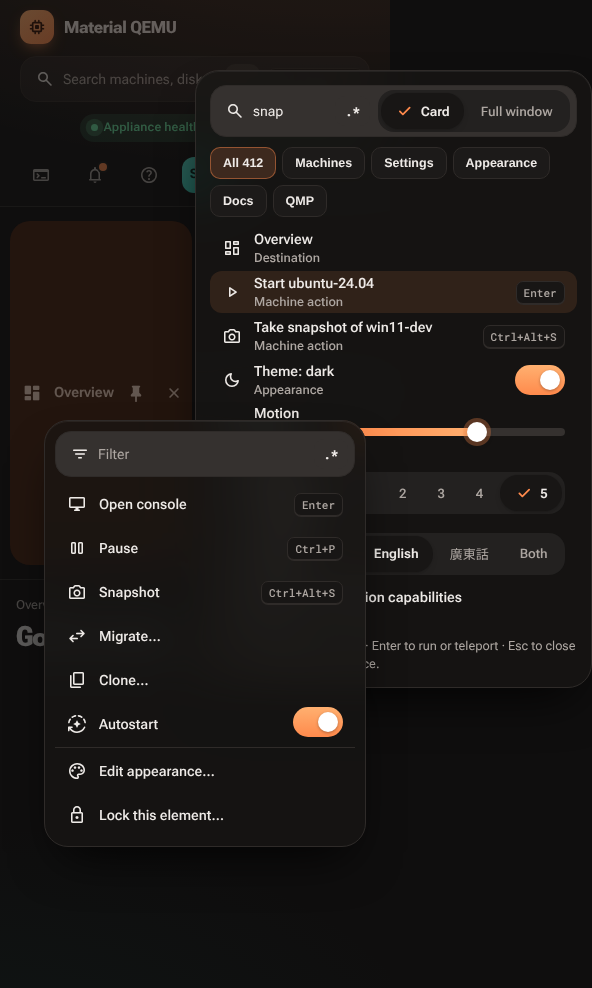 Material QEMU
Search machines, disk
Appliance healt
snap
.*
Card
Full window
All 412
Machines
Settings
Appearance
Docs
QMP
Overview
Destination
Start ubuntu-24.04
Machine action
Enter
Take snapshot of win11-dev
Machine action
Ctrl+Alt+S
Theme: dark
Appearance
Motion
2
3
4
5
English
廣東話
Both
ion capabilities
Enter to run or teleport · Esc to close
ce.
Overview
Over
Go
Filter
.*
Open console
Enter
Pause
Ctrl+P
Snapshot
Ctrl+Alt+S
Migrate...
Clone...
Autostart
Edit appearance...
Lock this element...